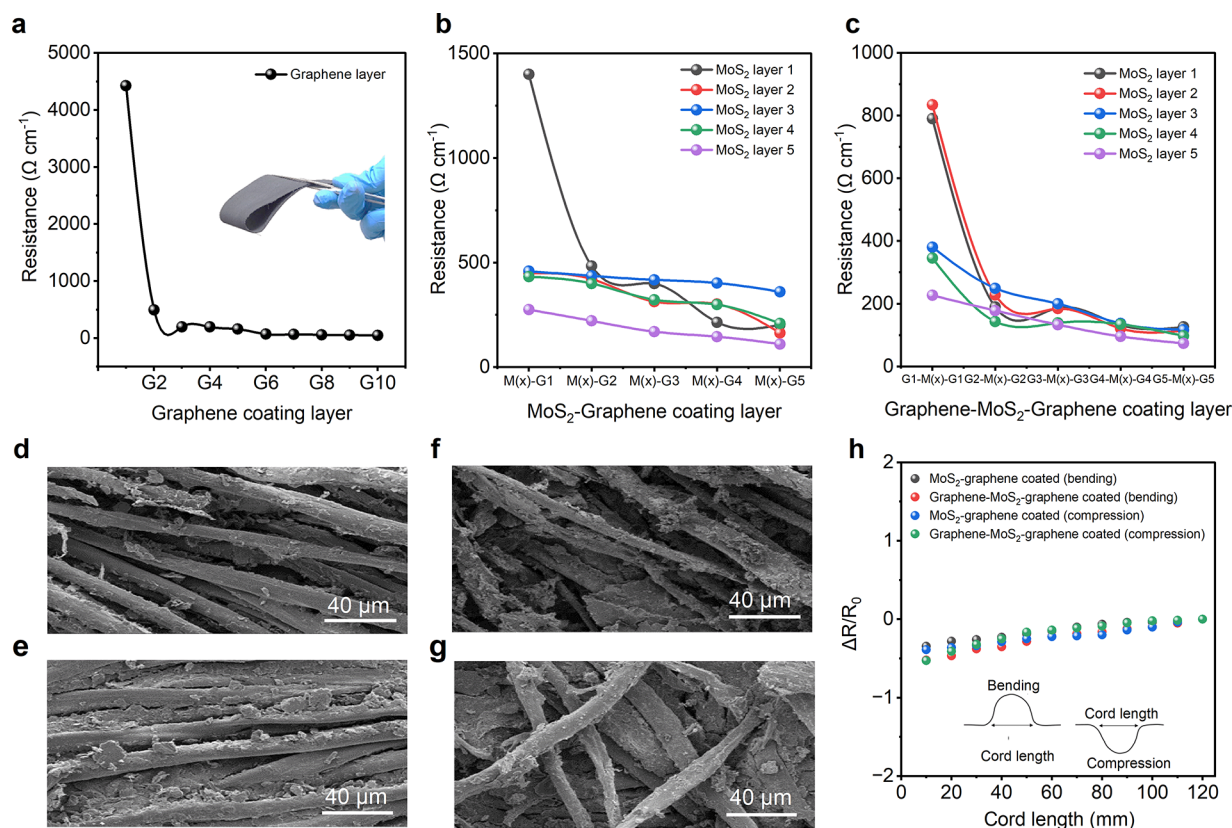 a
5000
4000
3000
2000
1000
0
Resistance (Ω cm⁻¹)
Graphene layer
G2 G4 G6 G8 G10
Graphene coating layer
b
1500
1000
500
0
Resistance (Ω cm⁻¹)
MoS₂ layer 1
MoS₂ layer 2
MoS₂ layer 3
MoS₂ layer 4
MoS₂ layer 5
M(x)-G1 M(x)-G2 M(x)-G3 M(x)-G4 M(x)-G5
MoS₂-Graphene coating layer
c
1000
800
600
400
200
0
Resistance (Ω cm⁻¹)
MoS₂ layer 1
MoS₂ layer 2
MoS₂ layer 3
MoS₂ layer 4
MoS₂ layer 5
G1-M(x)-G1 G2-M(x)-G2 G3-M(x)-G3 G4-M(x)-G4 G5-M(x)-G5
Graphene-MoS₂-Graphene coating layer
d
40 µm
f
40 µm
e
40 µm
g
40 µm
h
2
1
0
−1
−2
ΔR/R₀
MoS₂-graphene coated (bending)
Graphene-MoS₂-graphene coated (bending)
MoS₂-graphene coated (compression)
Graphene-MoS₂-graphene coated (compression)
Bending
Cord length
Cord length
Compression
0 20 40 60 80 100 120
Cord length (mm)